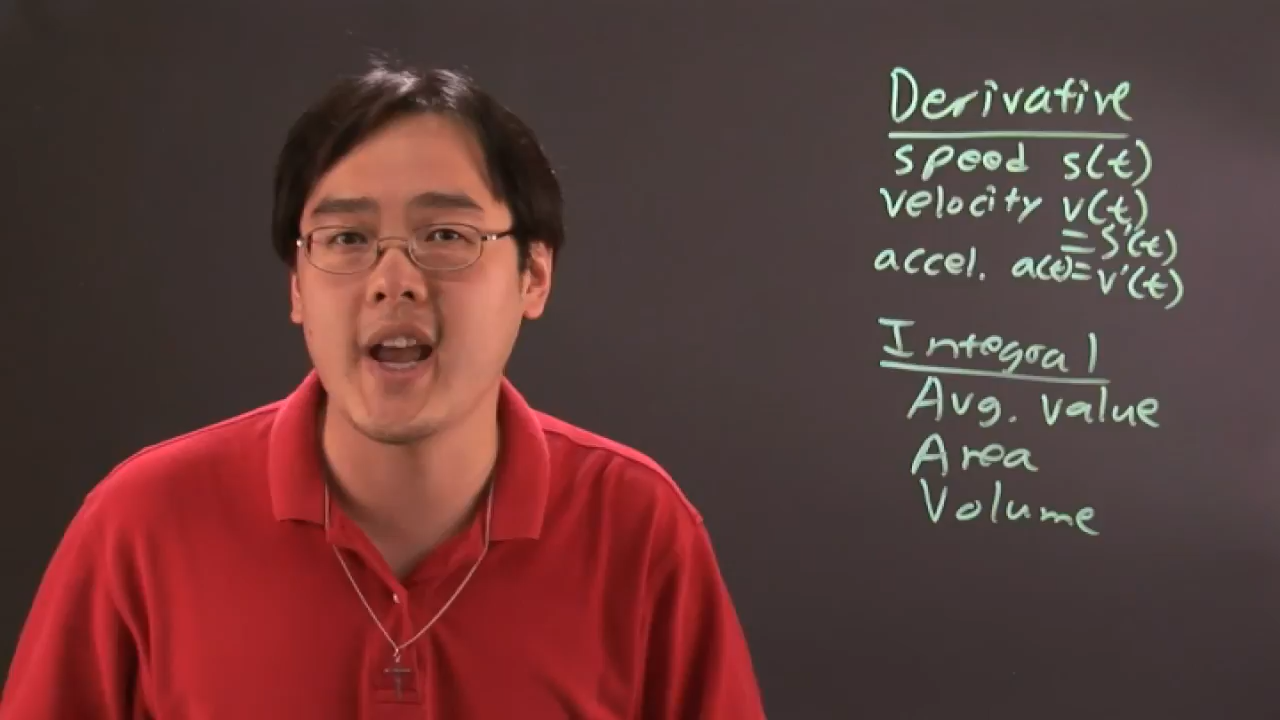 Derivative
speed s(t)
velocity v(t)
= s'(t)
accel. a(t)= v'(t)
Integral
Avg. value
Area
Volume